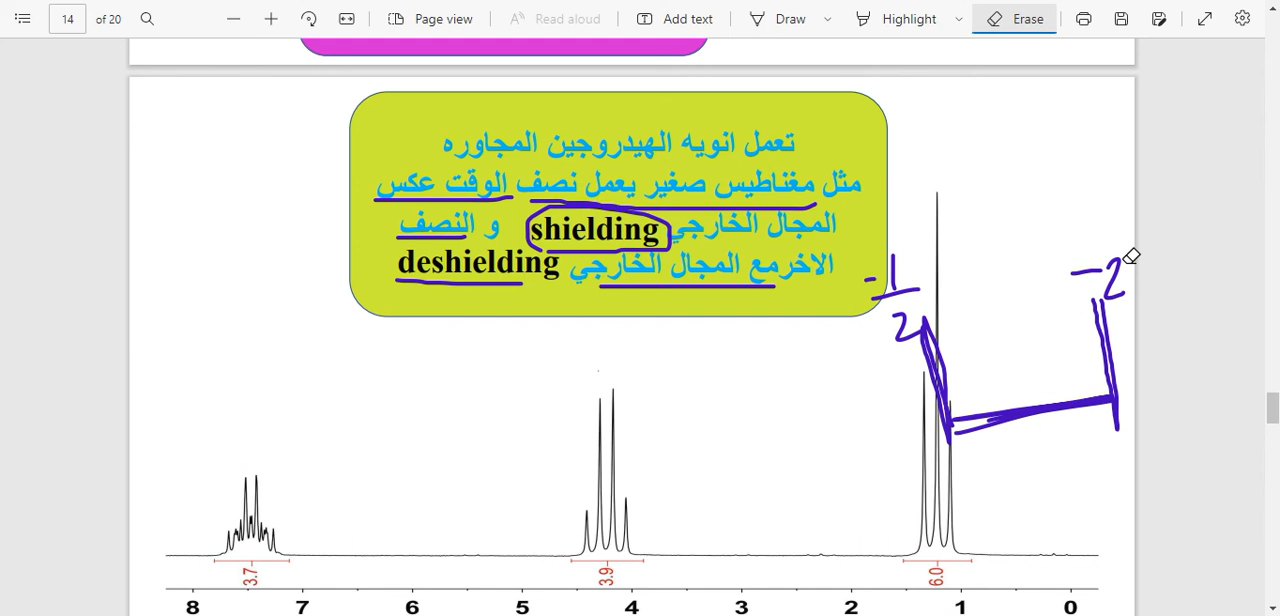 14 of 20 Page view Read aloud Add text Draw Highlight Erase
تعمل انويه الهيدروجين المجاوره
مثل مغناطيس صغير يعمل نصف الوقت عكس
المجال الخارجي shielding و النصف
الاخرمع المجال الخارجي deshielding
-1
2
-2
3.7 3.9 6.0
8 7 6 5 4 3 2 1 0